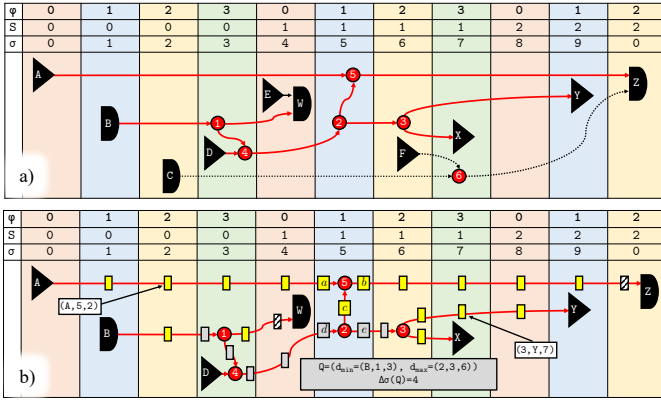 φ 0 1 2 3 0 1 2 3 0 1 2
S 0 0 0 0 1 1 1 1 2 2 2
σ 0 1 2 3 4 5 6 7 8 9 0
A
5
E
W
Z
Y
B
1
2
3
X
D
4
F
C
6
a)
φ 0 1 2 3 0 1 2 3 0 1 2
S 0 0 0 0 1 1 1 1 2 2 2
σ 0 1 2 3 4 5 6 7 8 9 0
A
a
5
b
Z
(A,5,2)
c
W
Y
B
1
d
2
e
3
X
(3,Y,7)
D
4
Q=(dmin=(B,1,3), dmax=(2,3,6))
Δσ(Q)=4
b)